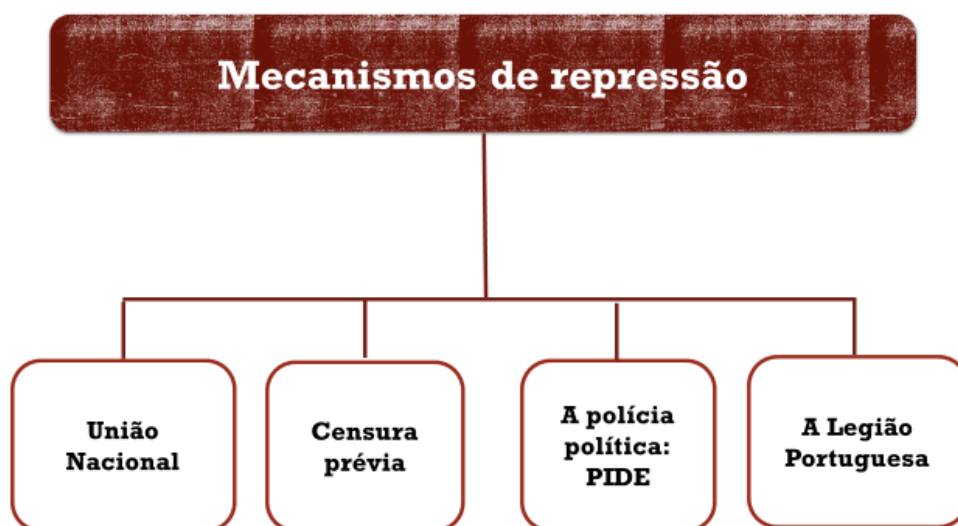 Mecanismos de repressão
União
Nacional
Censura
prévia
A polícia
política:
PIDE
A Legião
Portuguesa